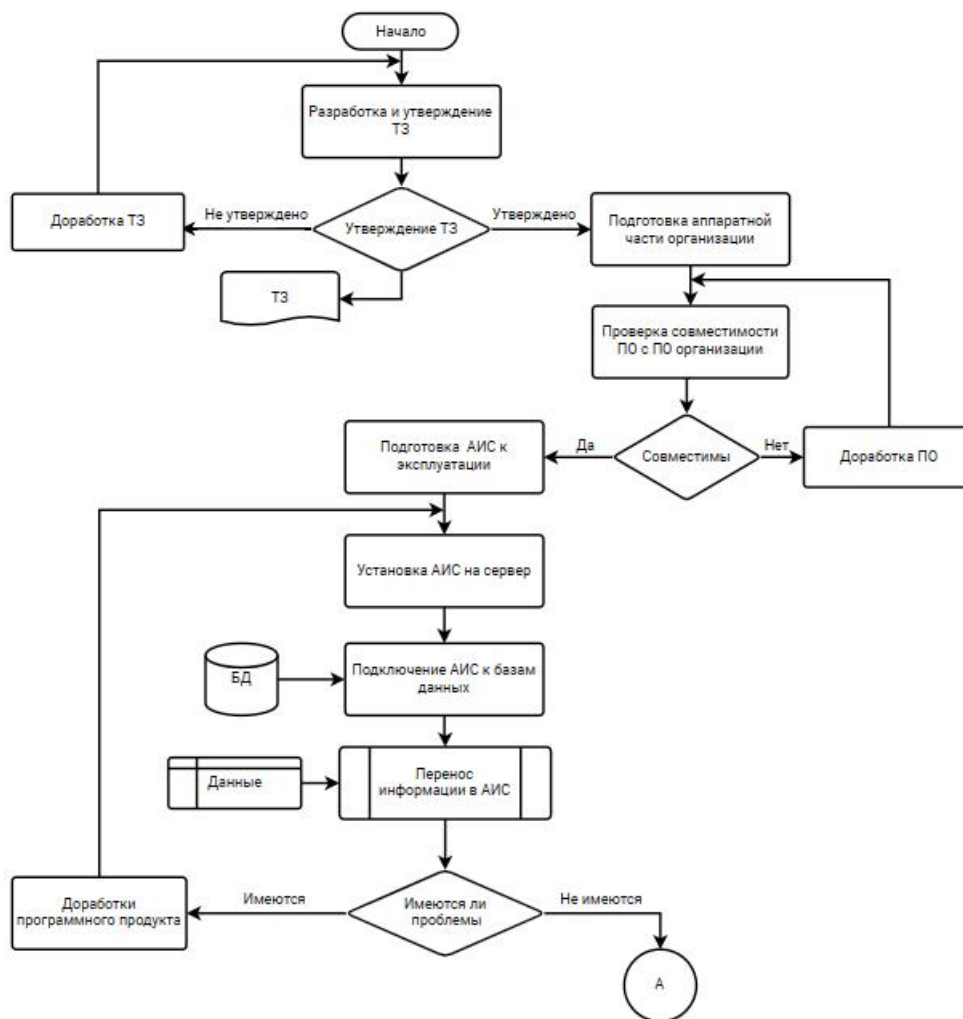 Начало
Разработка и утверждение
ТЗ
Доработка ТЗ
Не утверждено
Утверждение ТЗ
Утверждено
Подготовка аппаратной
части организации
ТЗ
Проверка совместимости
ПО с ПО организации
Подготовка АИС к
эксплуатации
Да
Совместимы
Нет
Доработка ПО
Установка АИС на сервер
БД
Подключение АИС к базам
данных
Данные
Перенос
информации в АИС
Доработки
программного продукта
Имеются
Имеются ли
проблемы
Не имеются
А